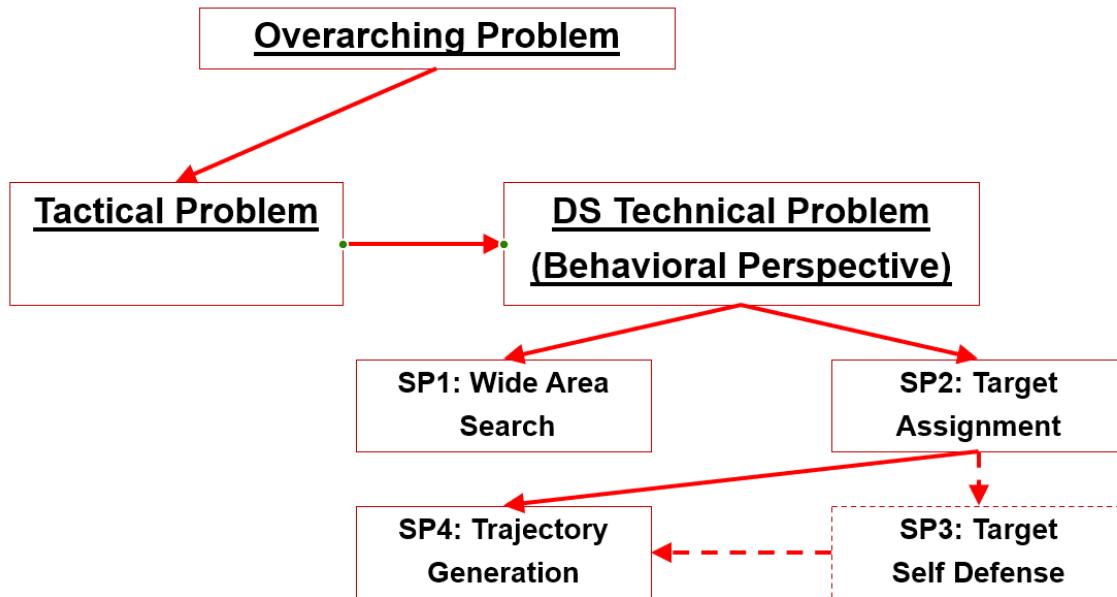 Overarching Problem
Tactical Problem
DS Technical Problem
(Behavioral Perspective)
SP1: Wide Area
Search
SP2: Target
Assignment
SP4: Trajectory
Generation
SP3: Target
Self Defense